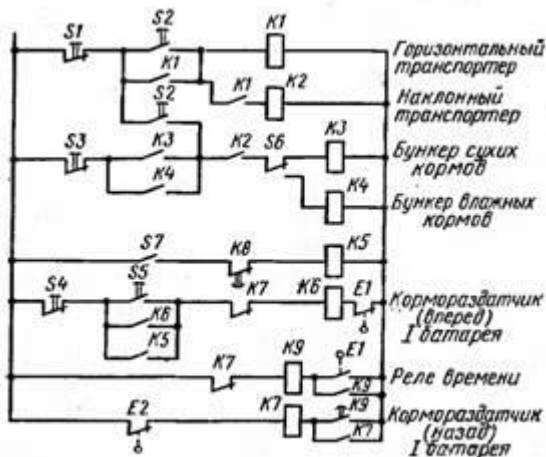 S1 S2 K1 Горизонтальный
транспортер
K1
K1 K2 Наклонный
транспортер
S2
S3 K3 K2 S6 K3 Бункер сухих
кормов
K4
K4 Бункер влажных
кормов
S7 K8 K5
S4 S5 K7 K6 E1 Кормораздатчик
(вперед)
I батарея
K6
K5
K7 K9 E1 Реле времени
K9
E2 K7 K9 Кормораздатчик
(назад)
I батарея
K7